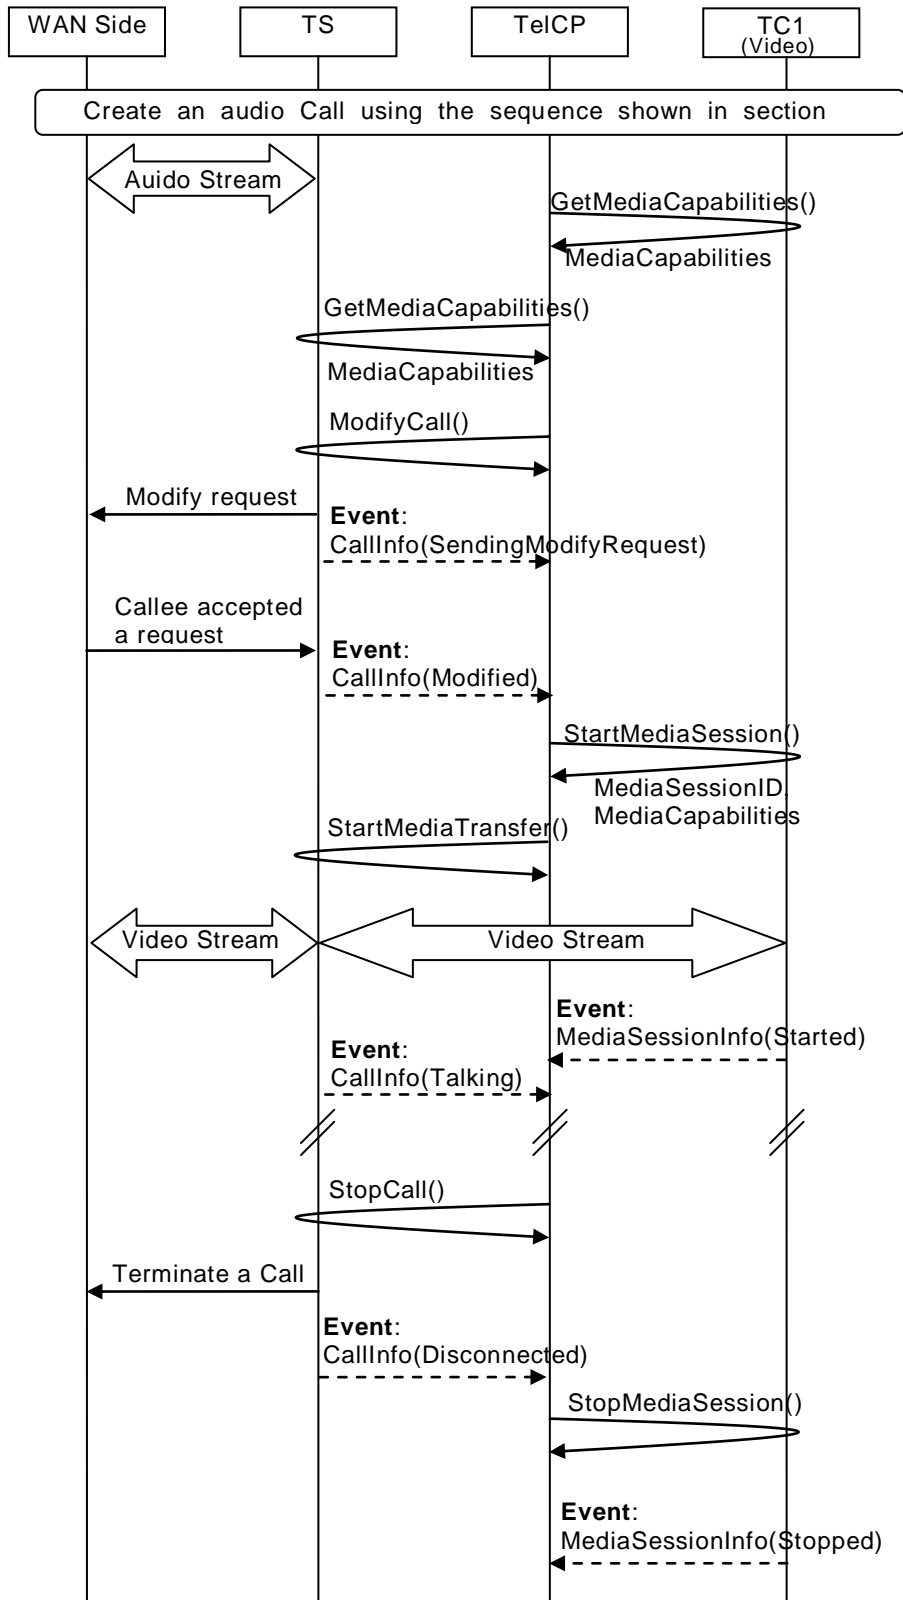 WAN Side
TS
TelCP
TC1
(Video)
Create an audio Call using the sequence shown in section
Auido Stream
GetMediaCapabilities()
MediaCapabilities
GetMediaCapabilities()
MediaCapabilities
ModifyCall()
Modify request
Event:
CallInfo(SendingModifyRequest)
Callee accepted
a request
Event:
CallInfo(Modified)
StartMediaSession()
MediaSessionID,
MediaCapabilities
StartMediaTransfer()
Video Stream
Video Stream
Event:
MediaSessionInfo(Started)
Event:
CallInfo(Talking)
StopCall()
Terminate a Call
Event:
CallInfo(Disconnected)
StopMediaSession()
Event:
MediaSessionInfo(Stopped)